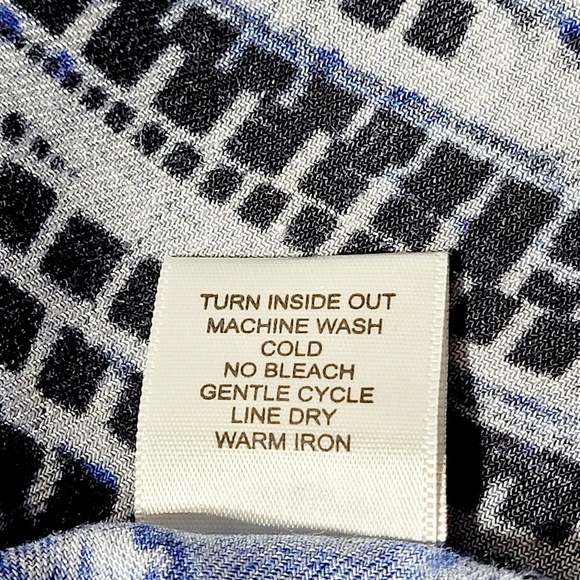 TURN INSIDE OUT
MACHINE WASH
COLD
NO BLEACH
GENTLE CYCLE
LINE DRY
WARM IRON